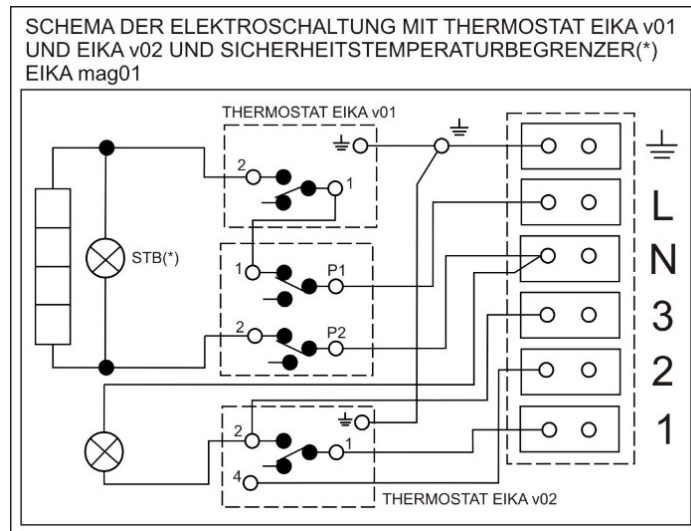 SCHEMA DER ELEKTROSCHALTUNG MIT THERMOSTAT EIKA v01
UND EIKA v02 UND SICHERHEITSTEMPERATURBEGRENZER(*)
EIKA mag01
THERMOSTAT EIKA v01
2
1
L
STB(*)
N
1
P1
3
2
P2
2
2
1
1
4
THERMOSTAT EIKA v02